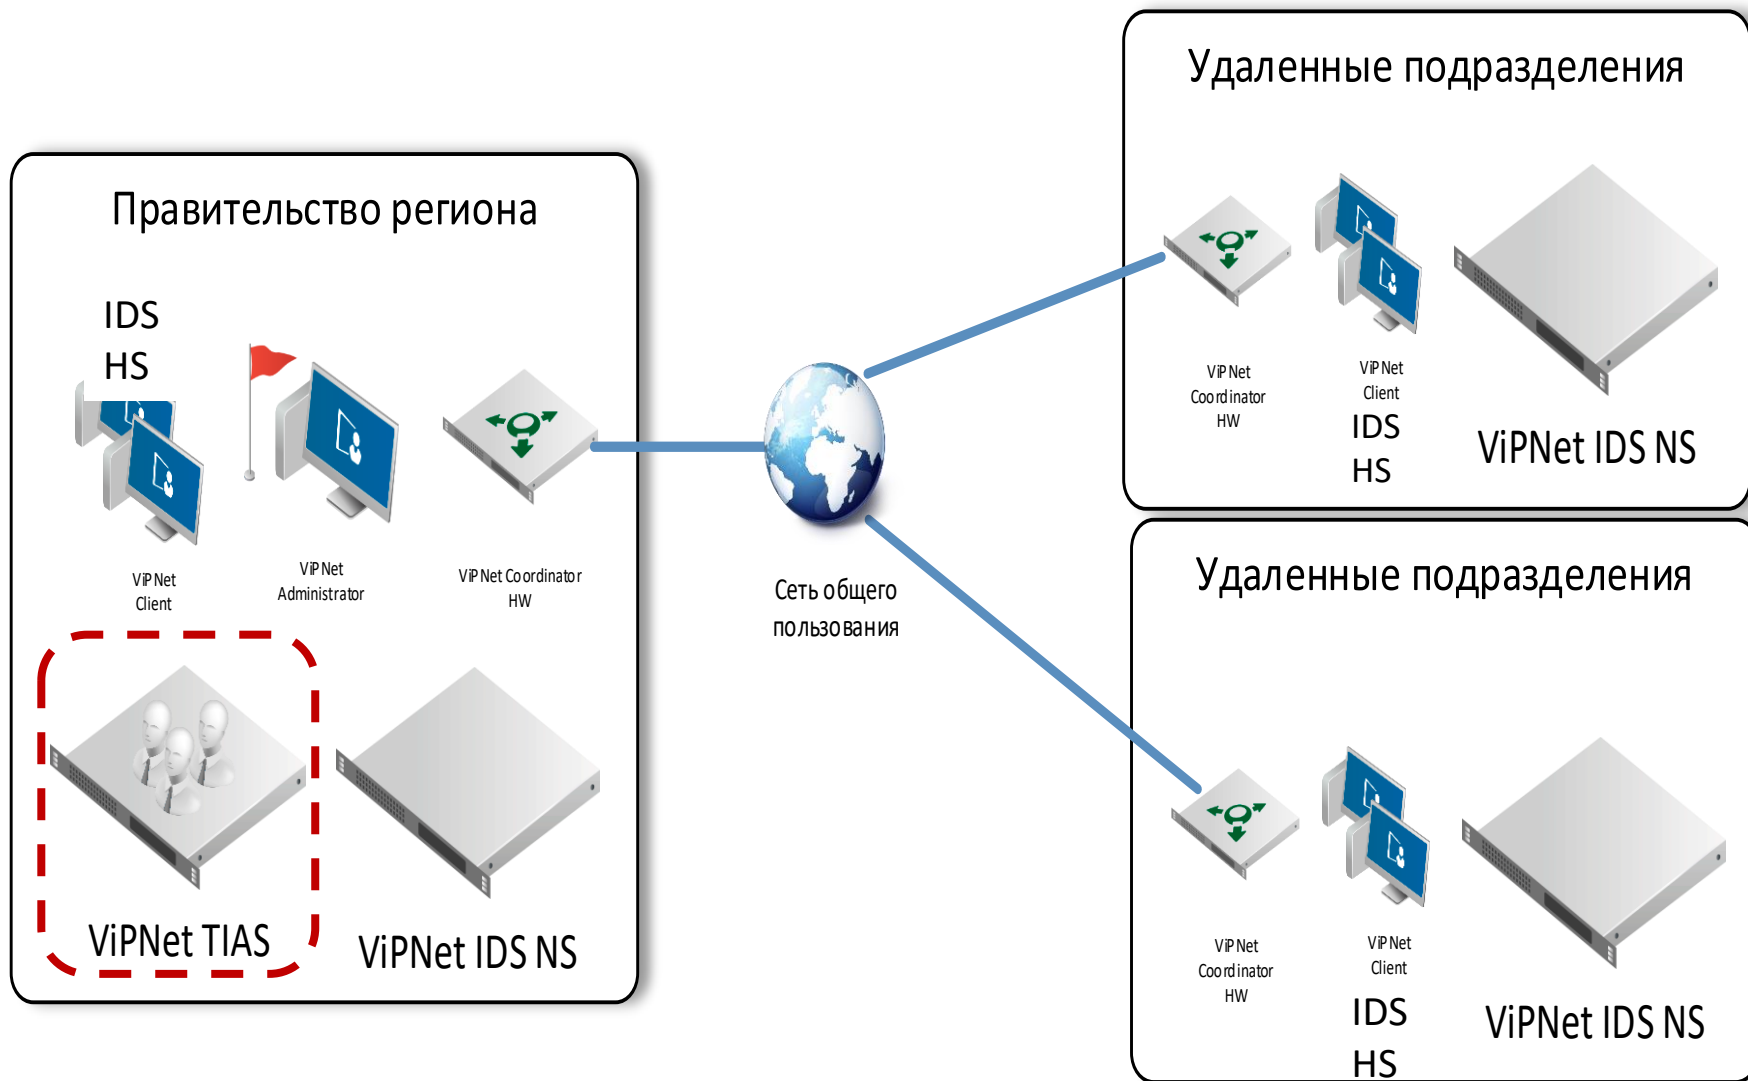 Правительство региона
IDS
HS
ViPNet
Client
ViPNet
Administrator
ViPNet Coordinator
HW
ViPNet TIAS
ViPNet IDS NS
Сеть общего
пользования
Удаленные подразделения
ViPNet
Coordinator
HW
ViPNet
Client
IDS
HS
ViPNet IDS NS
Удаленные подразделения
ViPNet
Coordinator
HW
ViPNet
Client
IDS
HS
ViPNet IDS NS